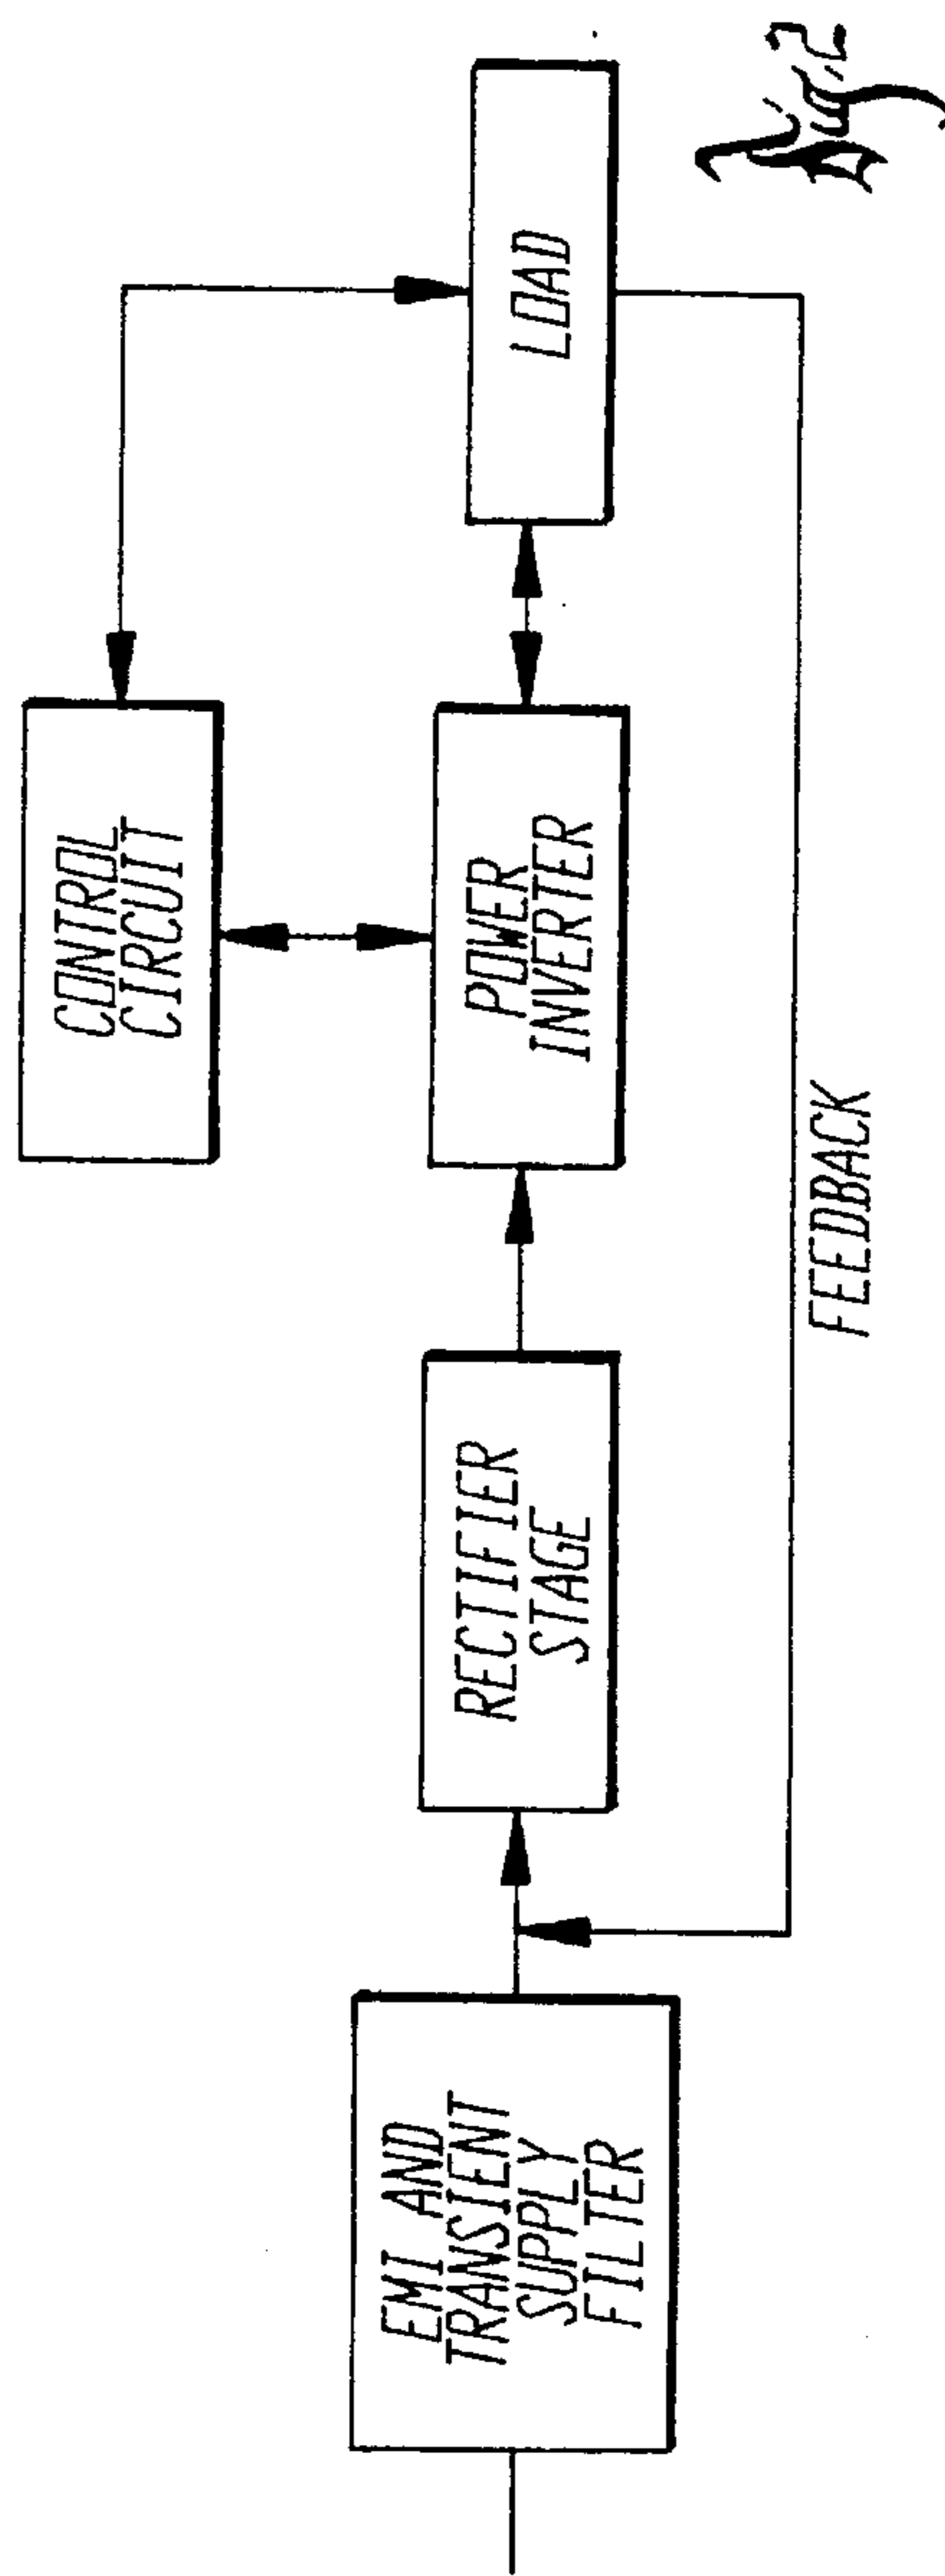 CONTROL
CIRCUIT
EMI AND
TRANSIENT
SUPPLY
FILTER
RECTIFIER
STAGE
POWER
INVERTER
LOAD
FEEDBACK
Fig. 2